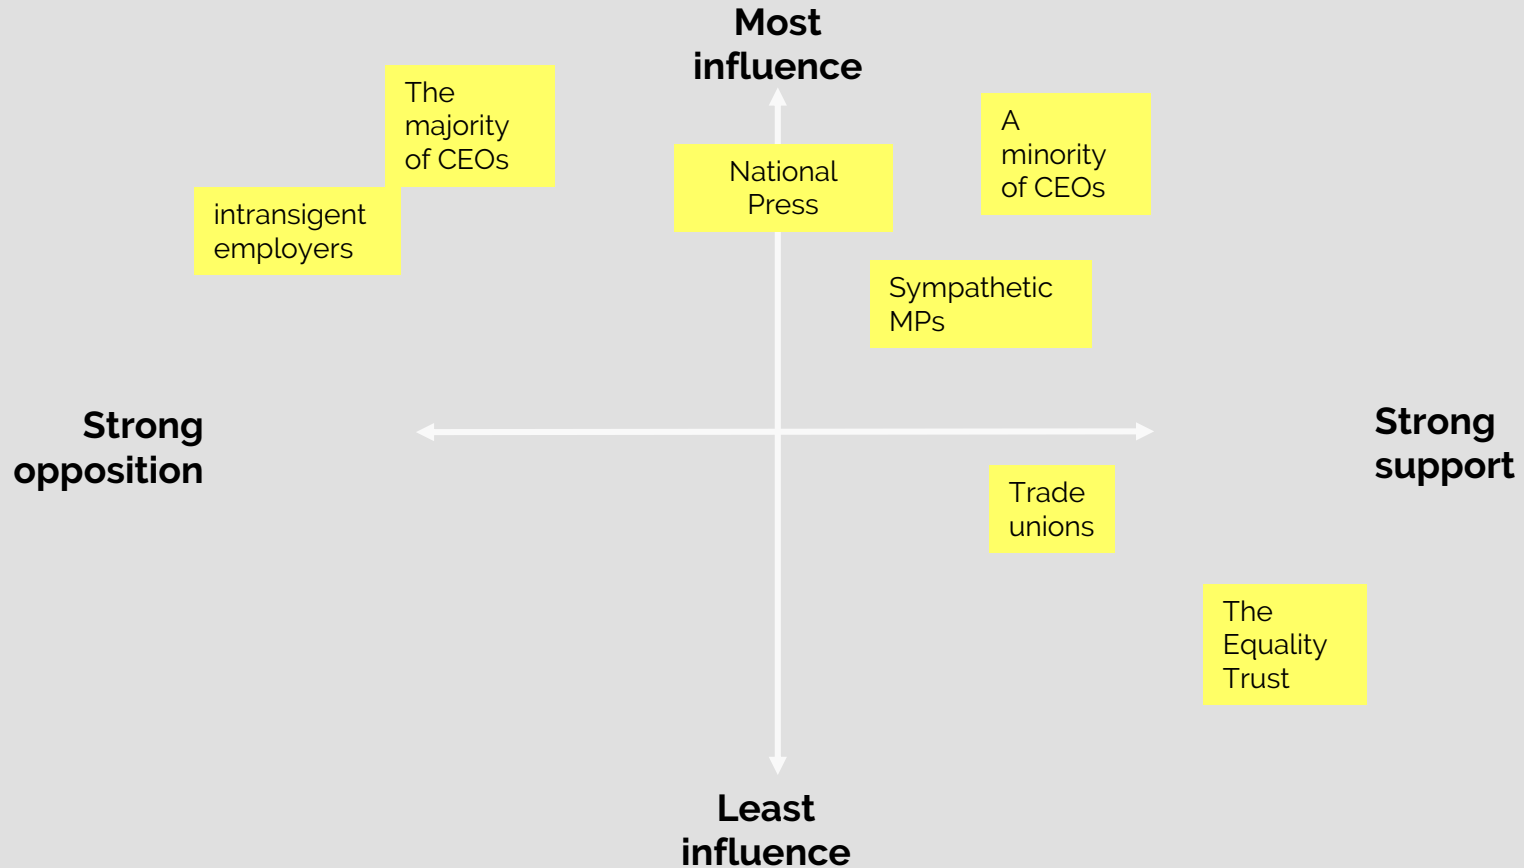 Most
influence
The
majority
of CEOs
A
minority
of CEOs
National
Press
intransigent
employers
Sympathetic
MPs
Strong
opposition
Strong
support
Trade
unions
The
Equality
Trust
Least
influence